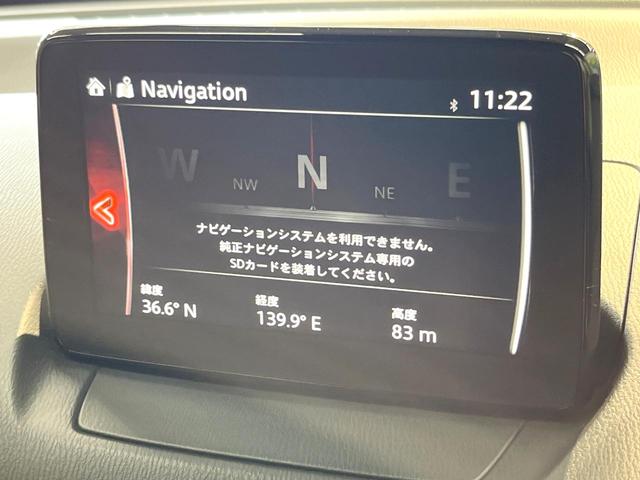 Navigation
11:22
W NW N NE E
ナビゲーションシステムを利用できません。
純正ナビゲーションシステム専用の
SDカードを装着してください。
緯度 経度 高度
36.6° N 139.9° E 83 m